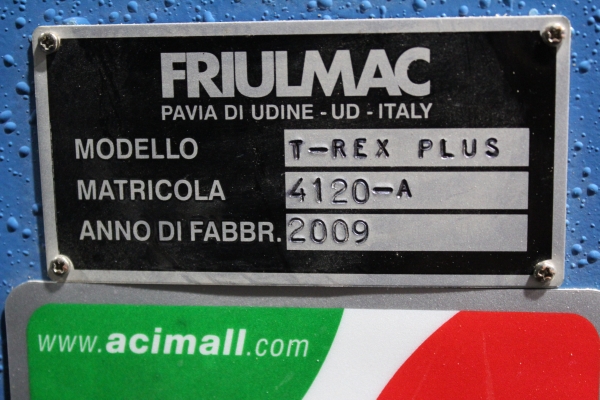 FRIULMAC
PAVIA DI UDINE - UD - ITALY
MODELLO T-REX PLUS
MATRICOLA 4120-A
ANNO DI FABBR. 2009
www.acimall.com